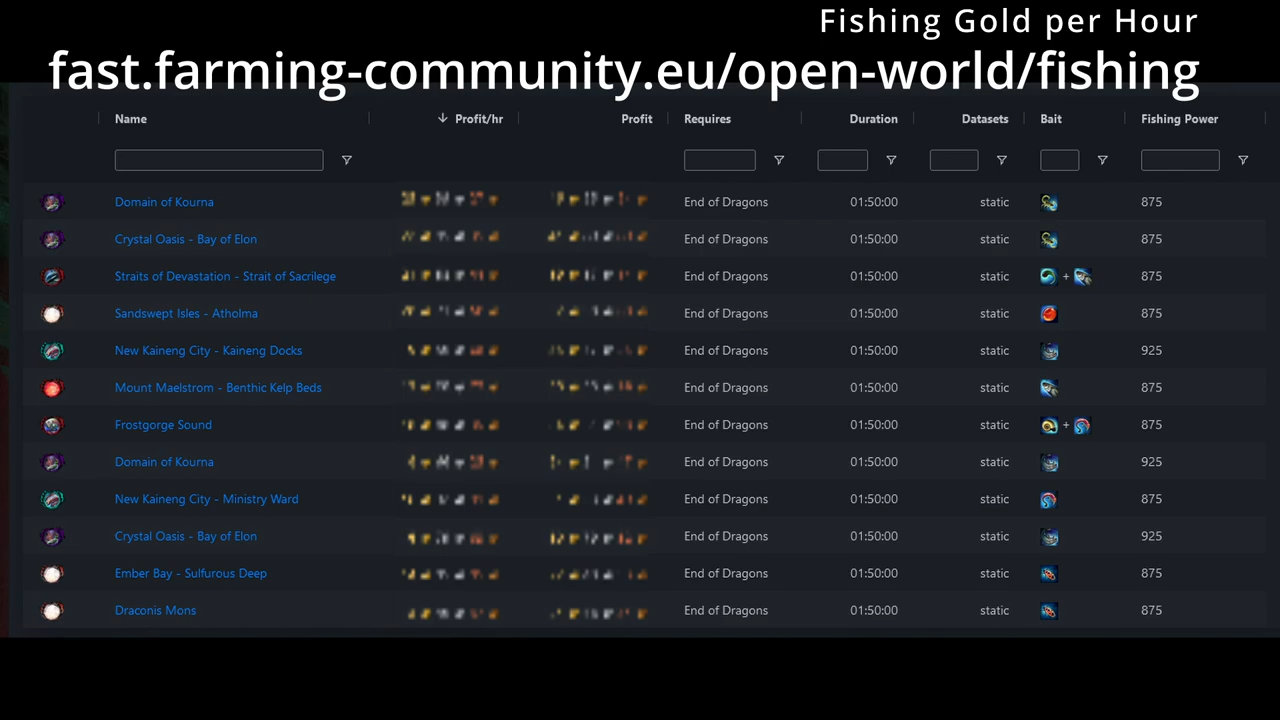 Fishing Gold per Hour
fast.farming-community.eu/open-world/fishing
Name Profit/hr Profit Requires Duration Datasets Bait Fishing Power
Domain of Kourna End of Dragons 01:50:00 static 875
Crystal Oasis - Bay of Elon End of Dragons 01:50:00 static 875
Straits of Devastation - Strait of Sacrilege End of Dragons 01:50:00 static + 875
Sandswept Isles - Atholma End of Dragons 01:50:00 static 875
New Kaineng City - Kaineng Docks End of Dragons 01:50:00 static 925
Mount Maelstrom - Benthic Kelp Beds End of Dragons 01:50:00 static 875
Frostgorge Sound End of Dragons 01:50:00 static + 875
Domain of Kourna End of Dragons 01:50:00 static 925
New Kaineng City - Ministry Ward End of Dragons 01:50:00 static 875
Crystal Oasis - Bay of Elon End of Dragons 01:50:00 static 925
Ember Bay - Sulfurous Deep End of Dragons 01:50:00 static 875
Draconis Mons End of Dragons 01:50:00 static 875